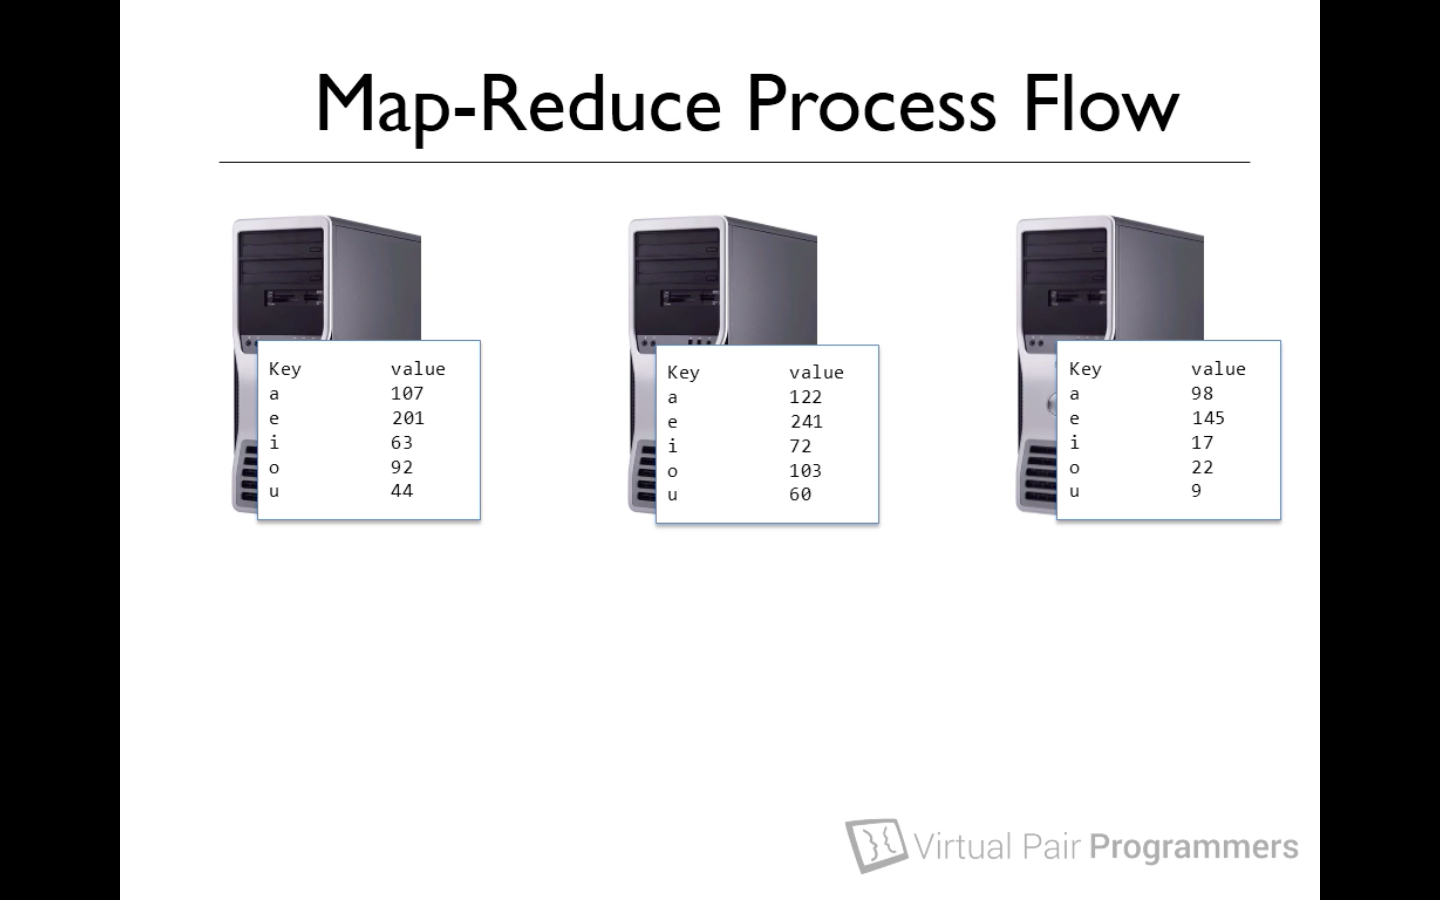 Map-Reduce Process Flow
Key value
a 107
e 201
i 63
o 92
u 44
Key value
a 122
e 241
i 72
o 103
u 60
Key value
a 98
e 145
i 17
o 22
u 9
Virtual Pair Programmers